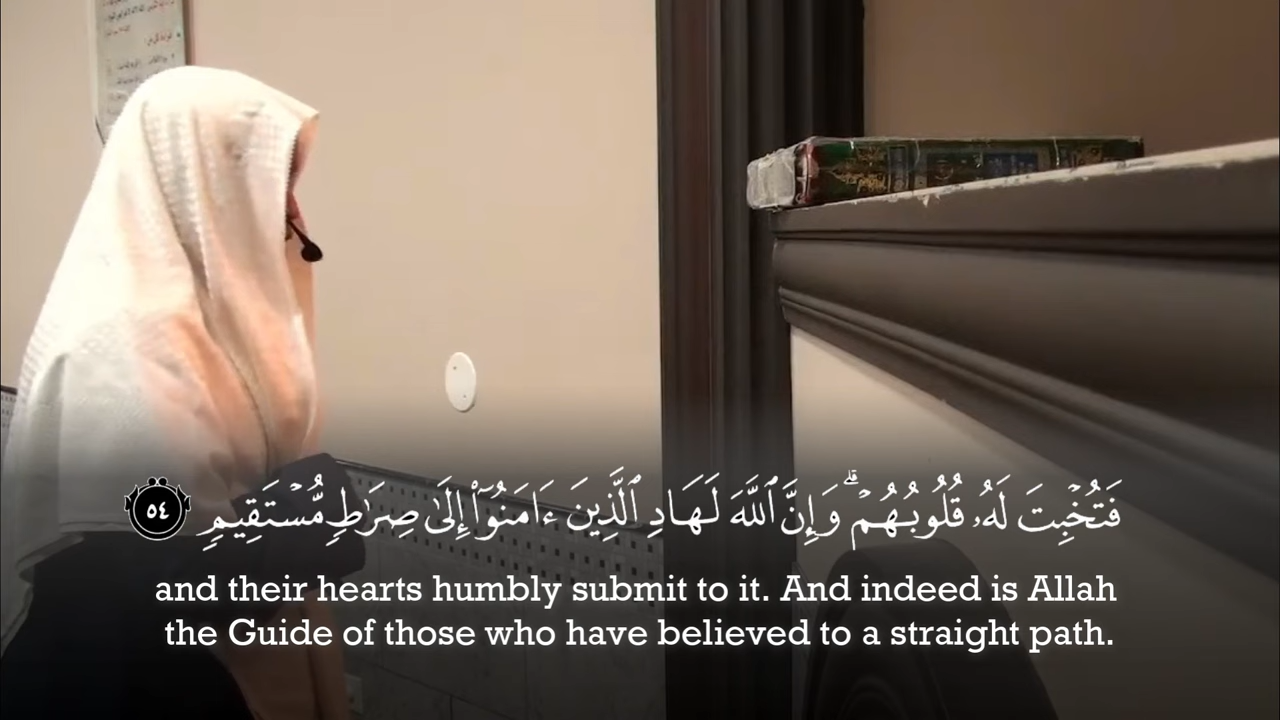 فَتُخْبِتَ لَهُۥ قُلُوبُهُمْ ۗ وَإِنَّ ٱللَّهَ لَهَادِ ٱلَّذِينَ ءَامَنُوٓا۟ إِلَىٰ صِرَٰطٍ مُّسْتَقِيمٍ ٥٤
and their hearts humbly submit to it. And indeed is Allah
the Guide of those who have believed to a straight path.